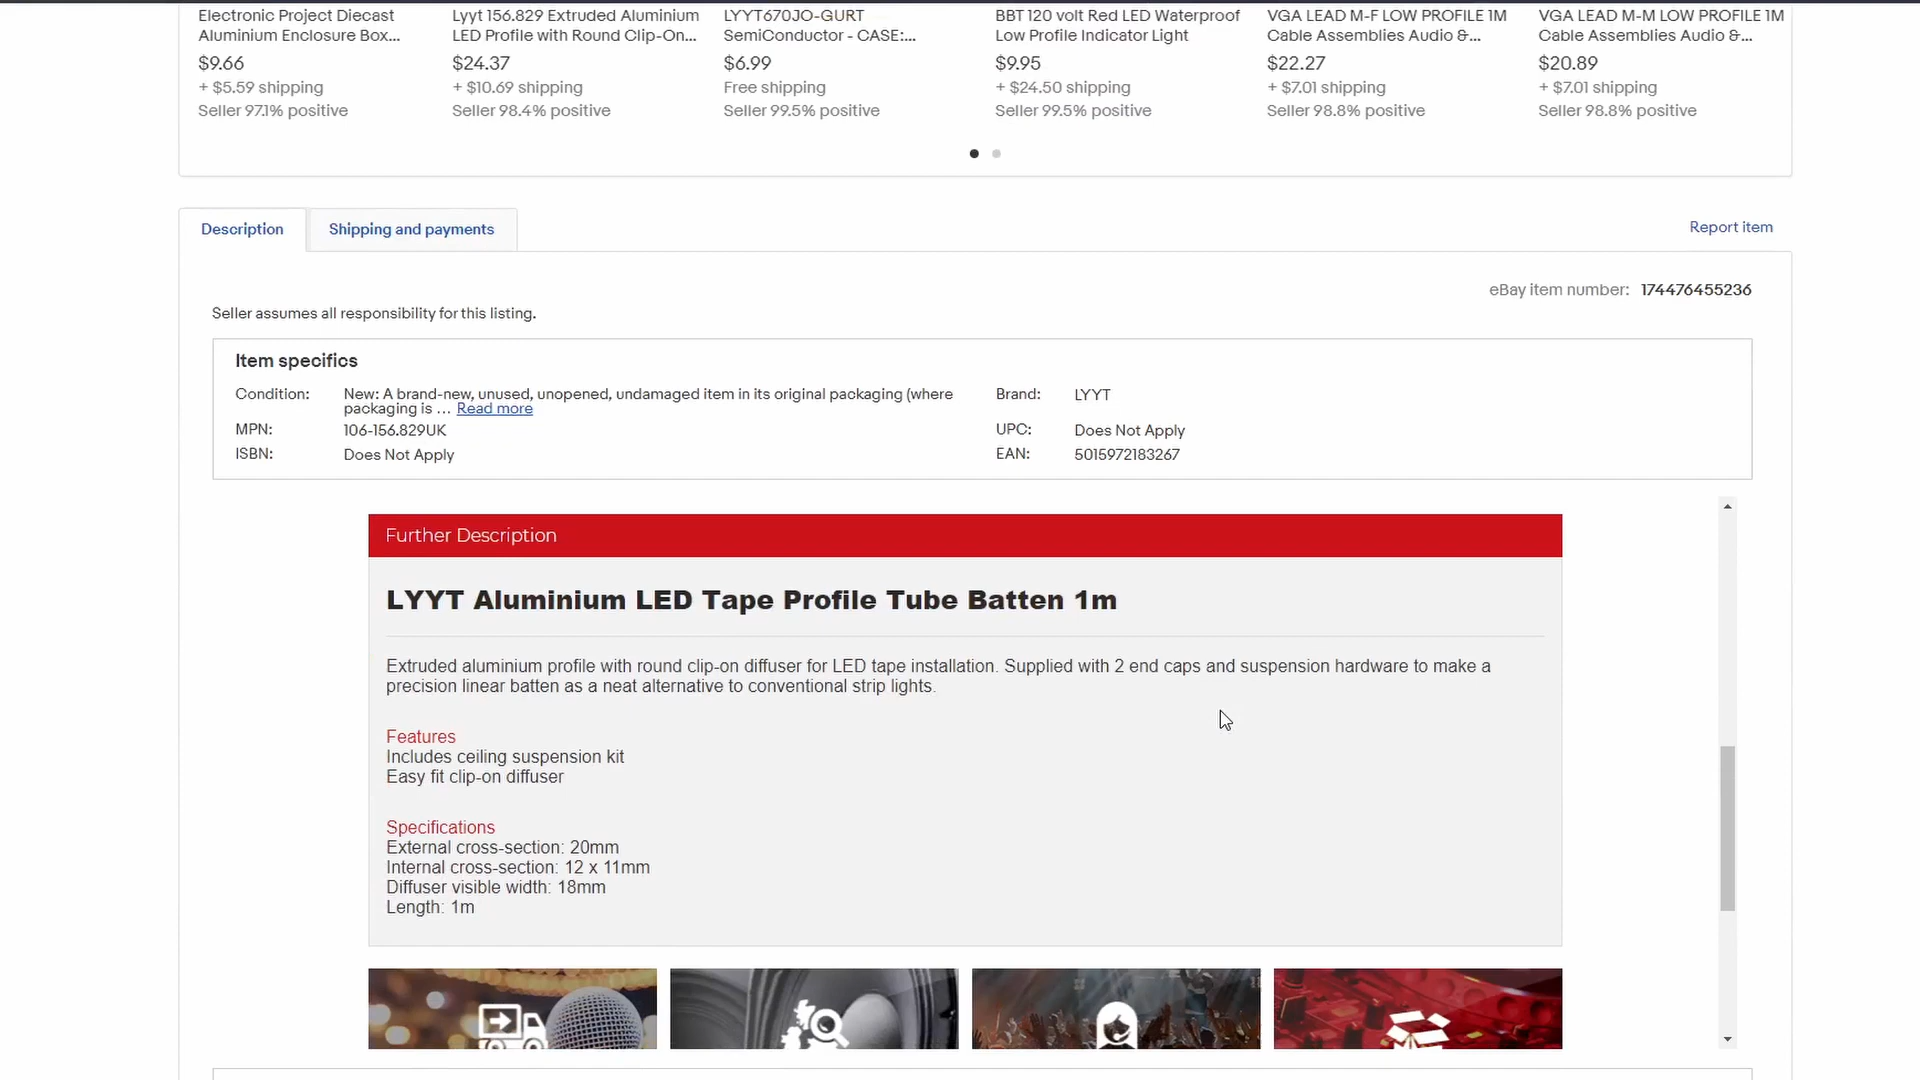 Electronic Project Diecast
Aluminium Enclosure Box...
$9.66
+ $5.59 shipping
Seller 97.1% positive
Lyyt 156.829 Extruded Aluminium
LED Profile with Round Clip-On...
$24.37
+ $10.69 shipping
Seller 98.4% positive
LYYT670JO-GURT
SemiConductor - CASE:...
$6.99
Free shipping
Seller 99.5% positive
BBT 120 volt Red LED Waterproof
Low Profile Indicator Light
$9.95
+ $24.50 shipping
Seller 99.5% positive
VGA LEAD M-F LOW PROFILE 1M
Cable Assemblies Audio &...
$22.27
+ $7.01 shipping
Seller 98.8% positive
VGA LEAD M-M LOW PROFILE 1M
Cable Assemblies Audio &...
$20.89
+ $7.01 shipping
Seller 98.8% positive
Description
Shipping and payments
Report item
eBay item number: 174476455236
Seller assumes all responsibility for this listing.
Item specifics
Condition: New: A brand-new, unused, unopened, undamaged item in its original packaging (where
packaging is ... Read more
Brand: LYYT
MPN: 106-156.829UK
UPC: Does Not Apply
ISBN: Does Not Apply
EAN: 5015972183267
Further Description
LYYT Aluminium LED Tape Profile Tube Batten 1m
Extruded aluminium profile with round clip-on diffuser for LED tape installation. Supplied with 2 end caps and suspension hardware to make a
precision linear batten as a neat alternative to conventional strip lights.
Features
Includes ceiling suspension kit
Easy fit clip-on diffuser
Specifications
External cross-section: 20mm
Internal cross-section: 12 x 11mm
Diffuser visible width: 18mm
Length: 1m